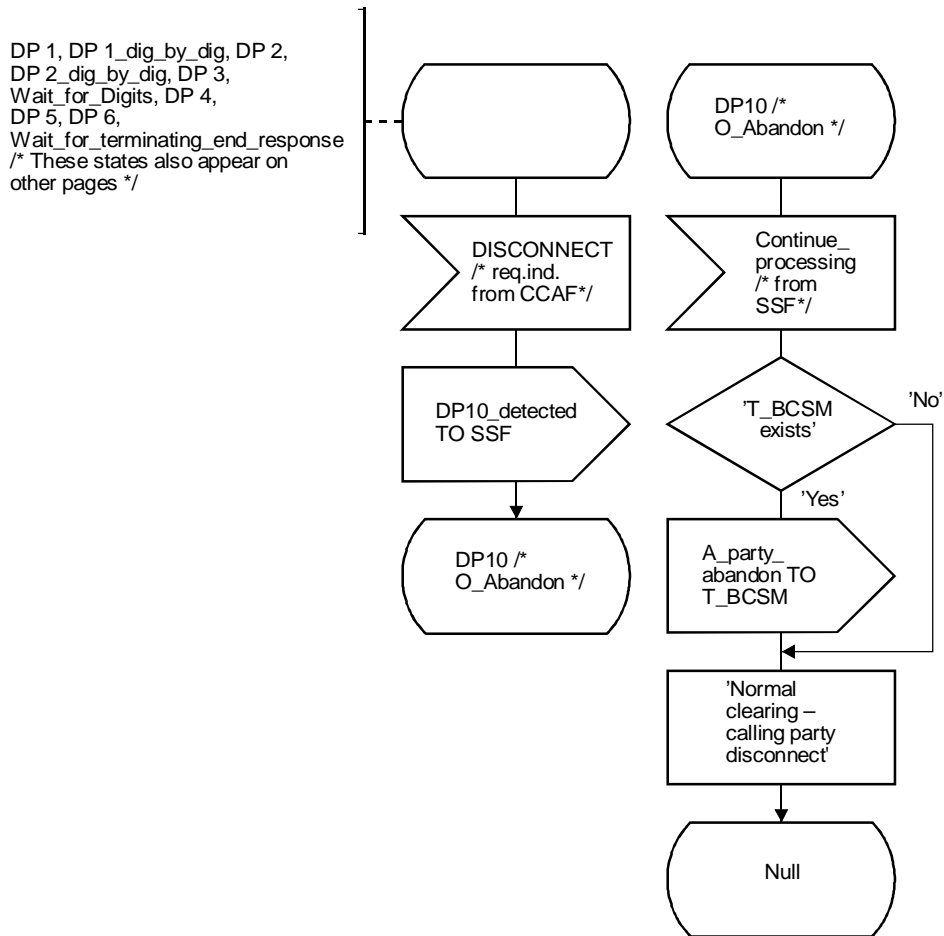 DP 1, DP 1_dig_by_dig, DP 2,
DP 2_dig_by_dig, DP 3,
Wait_for_Digits, DP 4,
DP 5, DP 6,
Wait_for_terminating_end_response
/* These states also appear on
other pages */
DISCONNECT
/* req.ind.
from CCAF*/
DP10_detected
TO SSF
DP10 /*
O_Abandon */
DP10 /*
O_Abandon */
Continue_
processing
/* from
SSF*/
'T_BCSM
exists'
'No'
'Yes'
A_party_
abandon TO
T_BCSM
'Normal
clearing –
calling party
disconnect'
Null